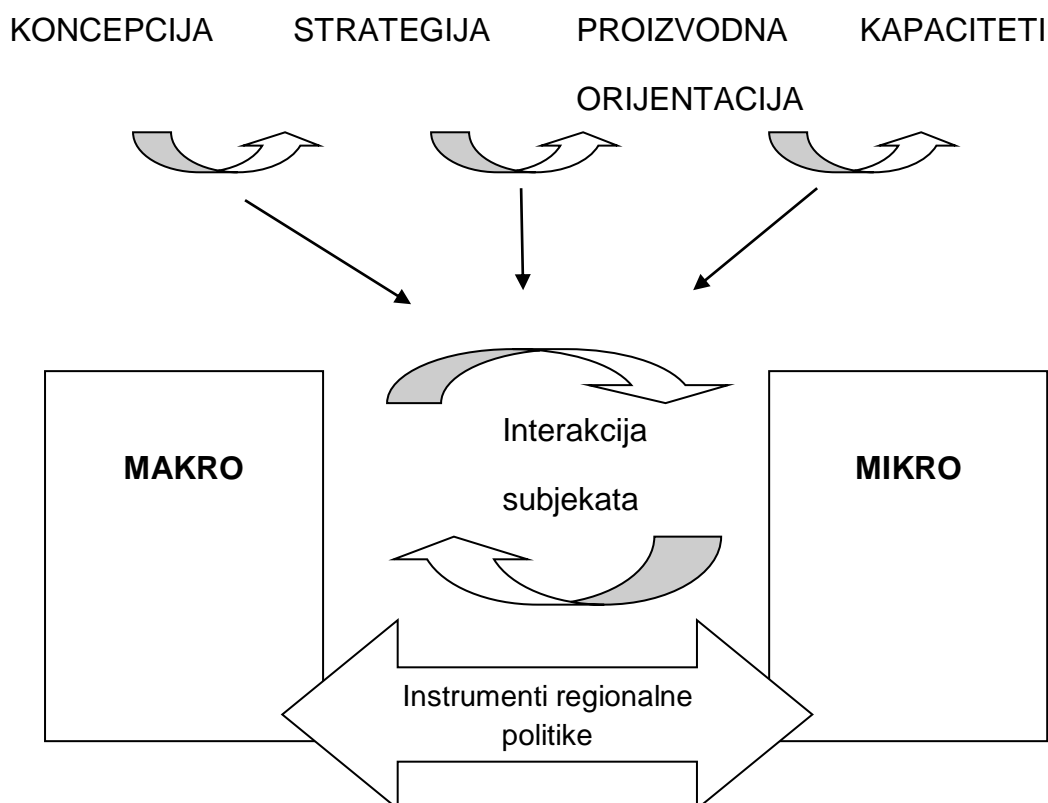 KONCEPCIJA STRATEGIJA PROIZVODNA KAPACITETI
ORIJENTACIJA
Interakcija
MAKRO MIKRO
subjekata
Instrumenti regionalne
politike